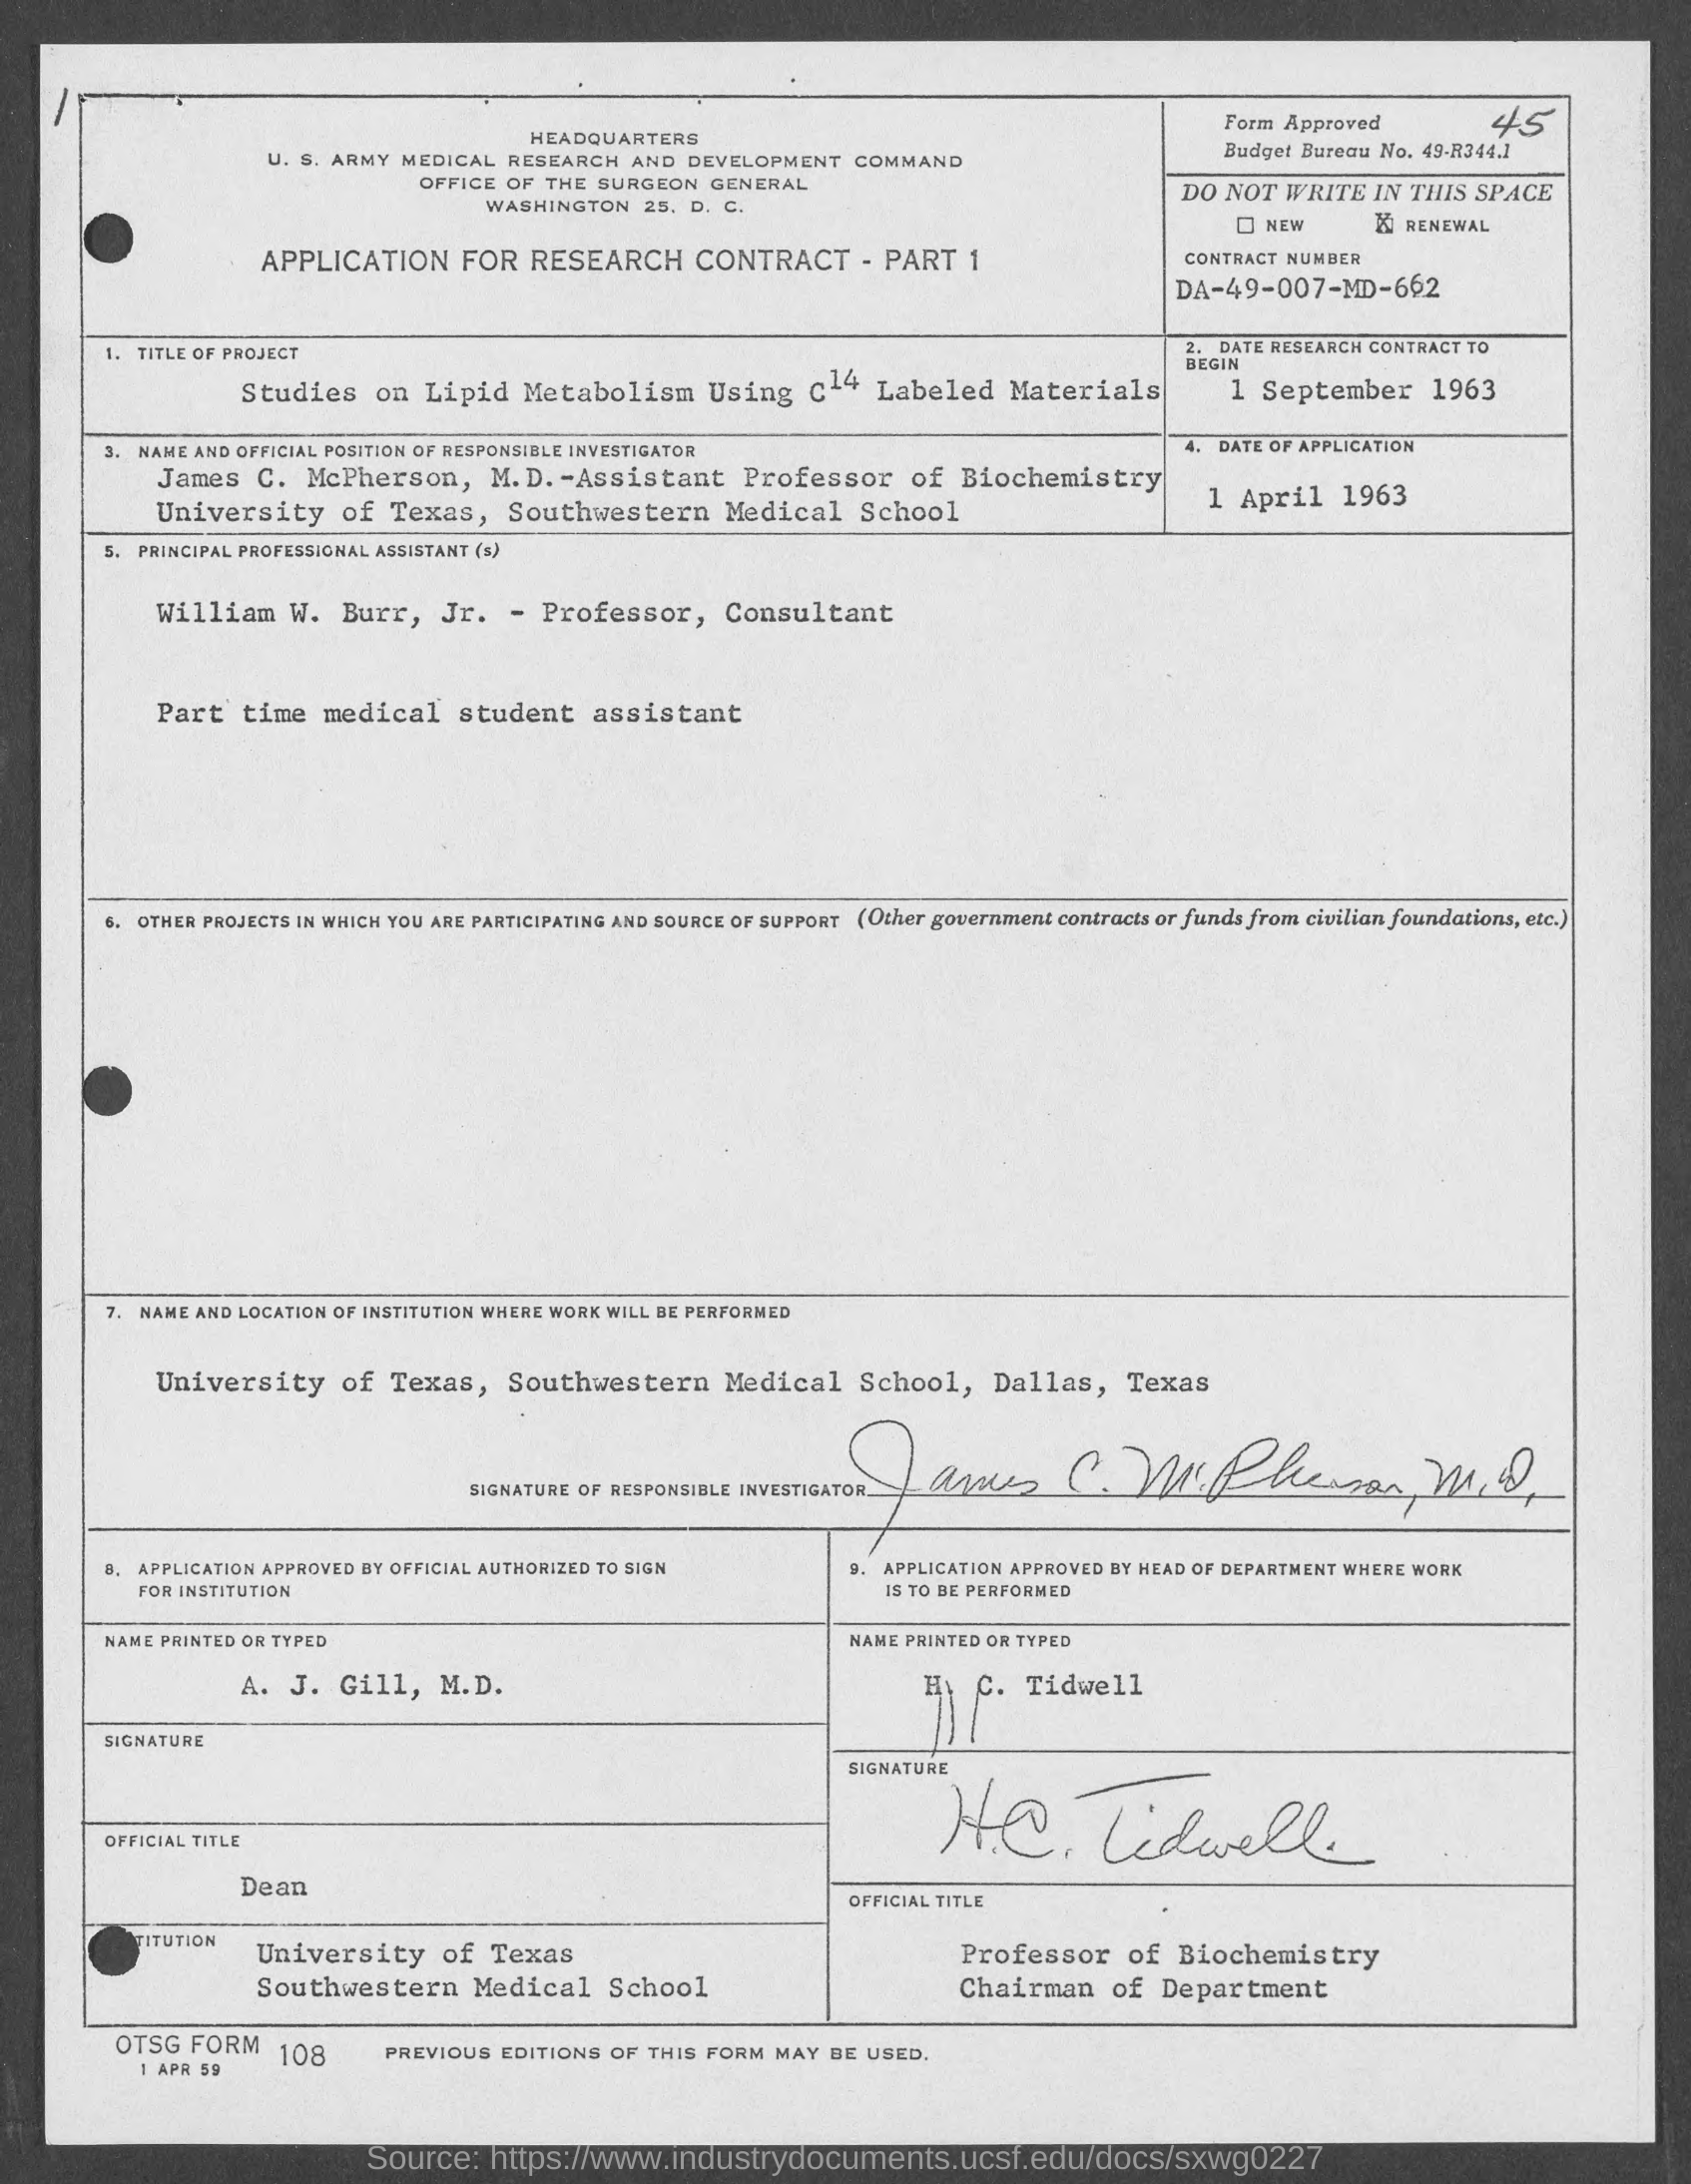 1
HEADQUARTERS
U. S. ARMY MEDICAL RESEARCH AND DEVELOPMENT COMMAND
OFFICE OF THE SURGEON GENERAL
WASHINGTON 25, D. C.
APPLICATION FOR RESEARCH CONTRACT - PART 1
Form Approved 45
Budget Bureau No. 49-R344.1
DO NOT WRITE IN THIS SPACE
☐ NEW ☒ RENEWAL
CONTRACT NUMBER
DA-49-007-MD-662
1. TITLE OF PROJECT
Studies on Lipid Metabolism Using C14 Labeled Materials
2. DATE RESEARCH CONTRACT TO
BEGIN
1 September 1963
3. NAME AND OFFICIAL POSITION OF RESPONSIBLE INVESTIGATOR
James C. McPherson, M.D.-Assistant Professor of Biochemistry
University of Texas, Southwestern Medical School
4. DATE OF APPLICATION
1 April 1963
5. PRINCIPAL PROFESSIONAL ASSISTANT (s)
William W. Burr, Jr. - Professor, Consultant
Part time medical student assistant
6. OTHER PROJECTS IN WHICH YOU ARE PARTICIPATING AND SOURCE OF SUPPORT (Other government contracts or funds from civilian foundations, etc.)
7. NAME AND LOCATION OF INSTITUTION WHERE WORK WILL BE PERFORMED
University of Texas, Southwestern Medical School, Dallas, Texas
SIGNATURE OF RESPONSIBLE INVESTIGATOR James C. McPherson, M.D.
8. APPLICATION APPROVED BY OFFICIAL AUTHORIZED TO SIGN
FOR INSTITUTION
NAME PRINTED OR TYPED
A. J. Gill, M.D.
SIGNATURE
OFFICIAL TITLE
Dean
TITUTION
University of Texas
Southwestern Medical School
9. APPLICATION APPROVED BY HEAD OF DEPARTMENT WHERE WORK
IS TO BE PERFORMED
NAME PRINTED OR TYPED
H. C. Tidwell
SIGNATURE
H.C. Tidwell.
OFFICIAL TITLE
Professor of Biochemistry
Chairman of Department
OTSG FORM 108
1 APR 59
PREVIOUS EDITIONS OF THIS FORM MAY BE USED.
Source: https://www.industrydocuments.ucsf.edu/docs/sxwg0227